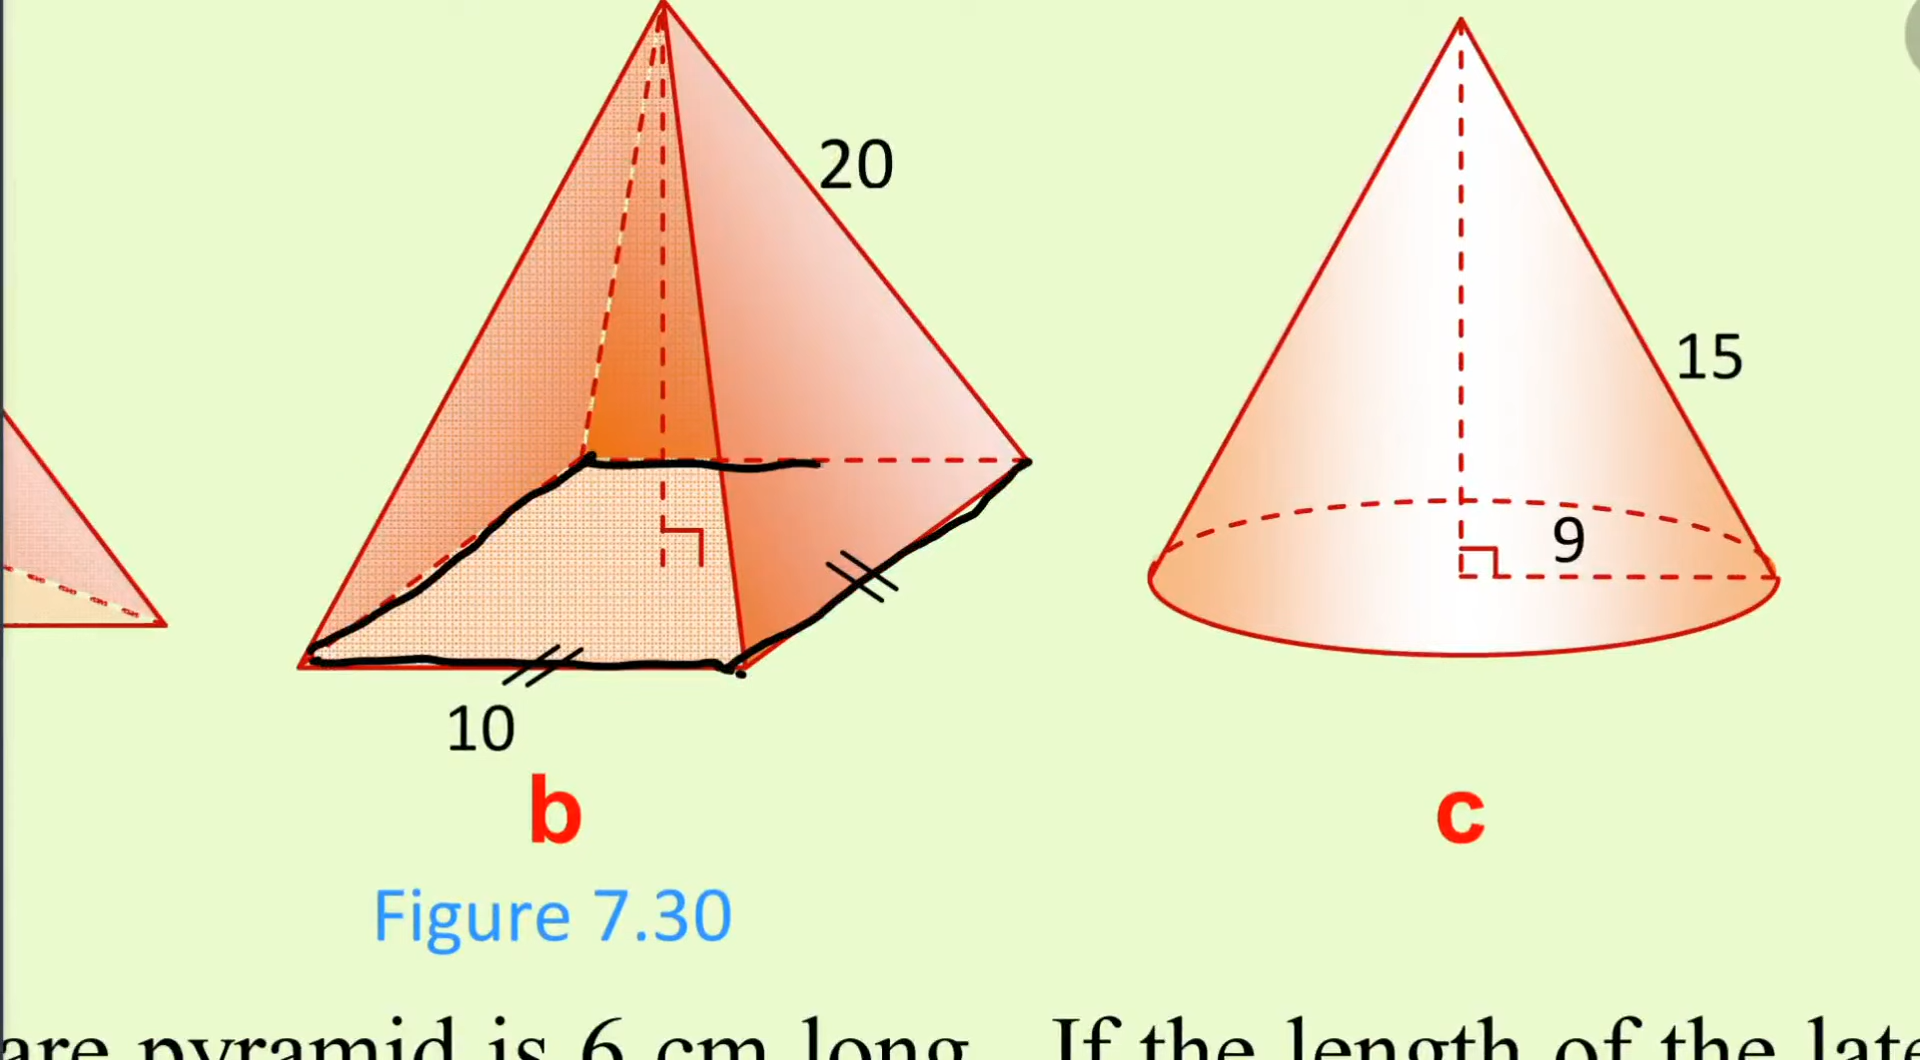 20
15
9
10
b
c
Figure 7.30
are pyramid is 6 cm long. If the length of the late